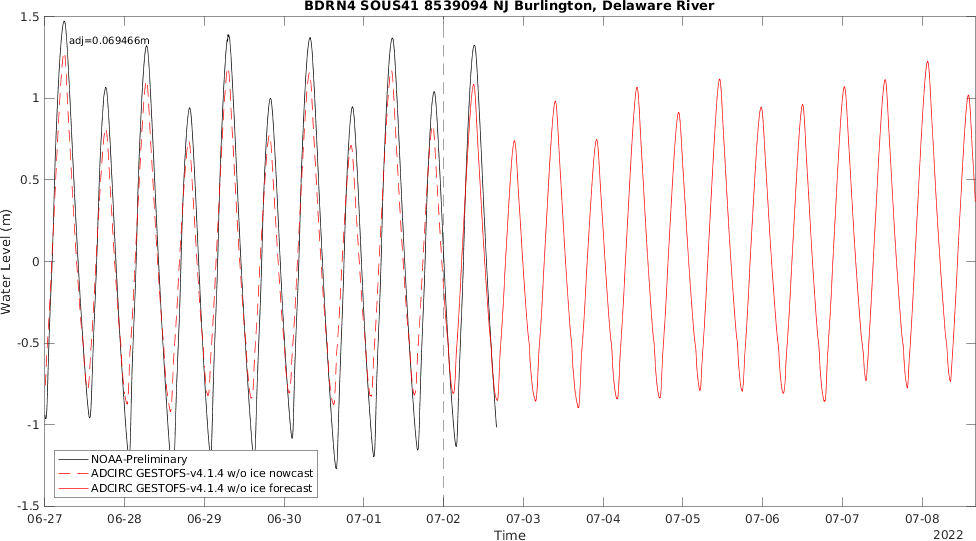 BDRN4 SOUS41 8539094 NJ Burlington, Delaware River
1.5
adj=0.069466m
1
0.5
0
Water Level (m)
-0.5
-1
NOAA-Preliminary
ADCIRC GESTOFS-v4.1.4 w/o ice nowcast
ADCIRC GESTOFS-v4.1.4 w/o ice forecast
-1.5
06-27 06-28 06-29 06-30 07-01 07-02 07-03 07-04 07-05 07-06 07-07 07-08
Time
2022